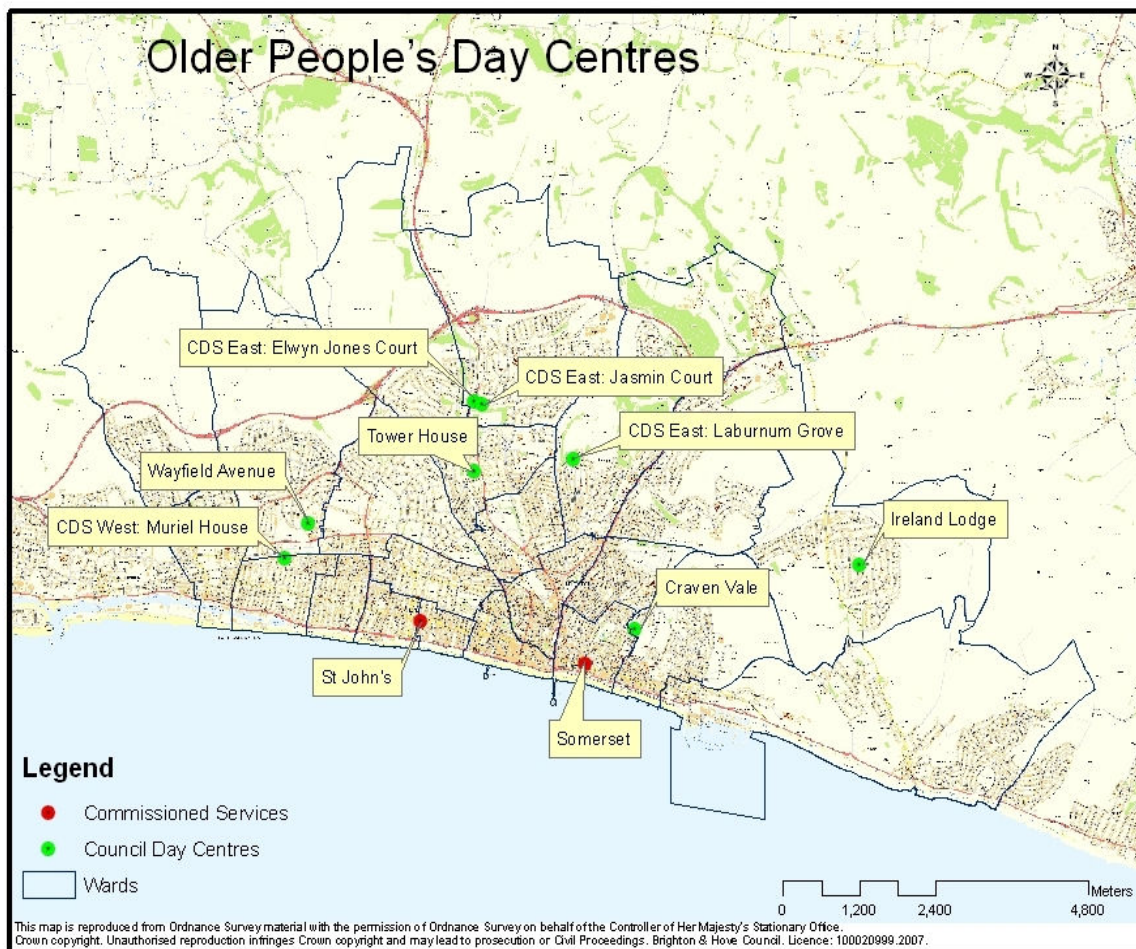 Older People's Day Centres
N
W E
S
CDS East: Elwyn Jones Court
CDS East: Jasmin Court
Tower House
CDS East: Laburnum Grove
Wayfield Avenue
CDS West: Muriel House
Ireland Lodge
Craven Vale
St John's
Somerset
Legend
Commissioned Services
Council Day Centres
Wards
Meters
0 1,200 2,400 4,800
This map is reproduced from Ordnance Survey material with the permission of Ordnance Survey on behalf of the Controller of Her Majesty's Stationary Office.
Crown copyright. Unauthorised reproduction infringes Crown copyright and may lead to prosecution or Civil Proceedings. Brighton & Hove Council. Licence: 100020999.2007.